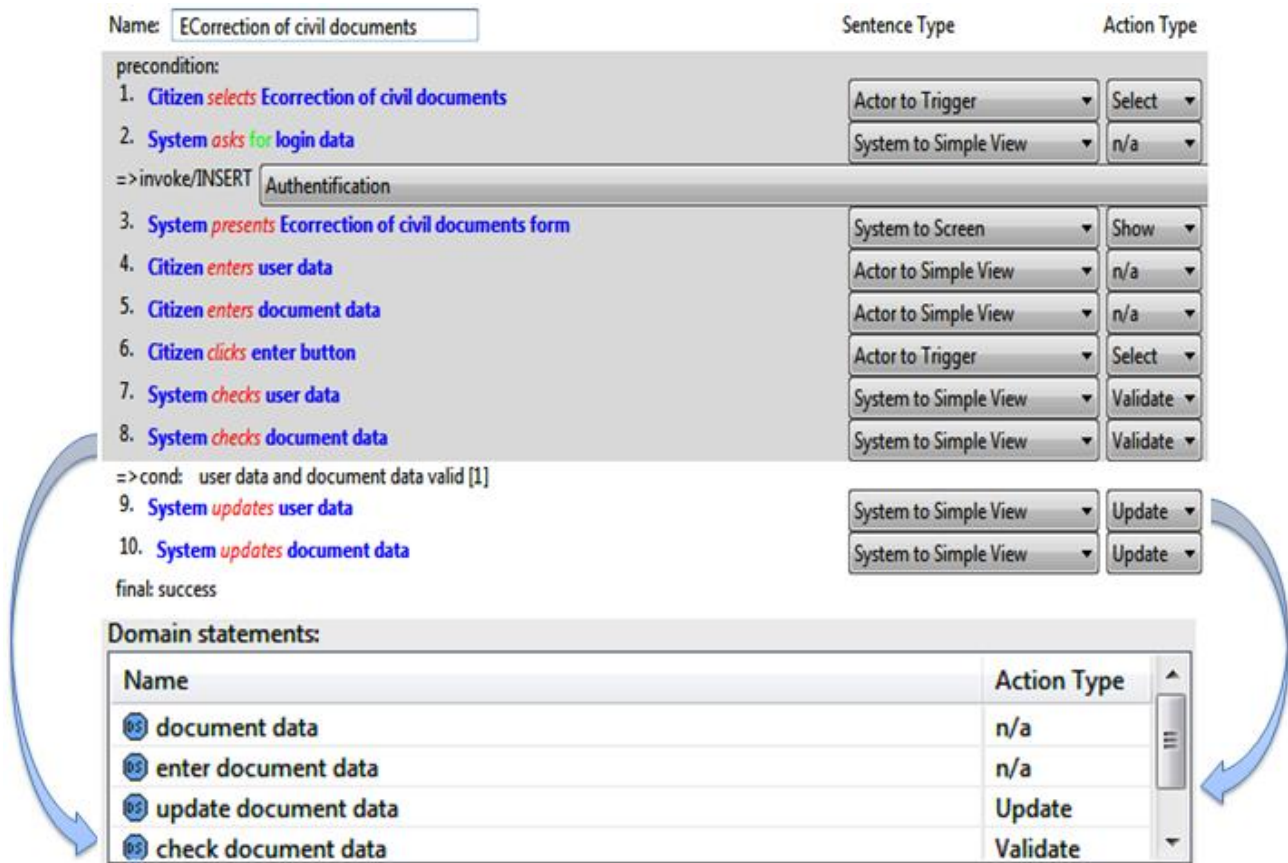 Name: ECorrection of civil documents Sentence Type Action Type
precondition:
1. Citizen selects Ecorrection of civil documents Actor to Trigger Select
2. System asks for login data System to Simple View n/a
=>invoke/INSERT Authentification
3. System presents Ecorrection of civil documents form System to Screen Show
4. Citizen enters user data Actor to Simple View n/a
5. Citizen enters document data Actor to Simple View n/a
6. Citizen clicks enter button Actor to Trigger Select
7. System checks user data System to Simple View Validate
8. System checks document data System to Simple View Validate
=>cond: user data and document data valid [1]
9. System updates user data System to Simple View Update
10. System updates document data System to Simple View Update
final: success
Domain statements:
Name Action Type
DS document data n/a
DS enter document data n/a
DS update document data Update
DS check document data Validate